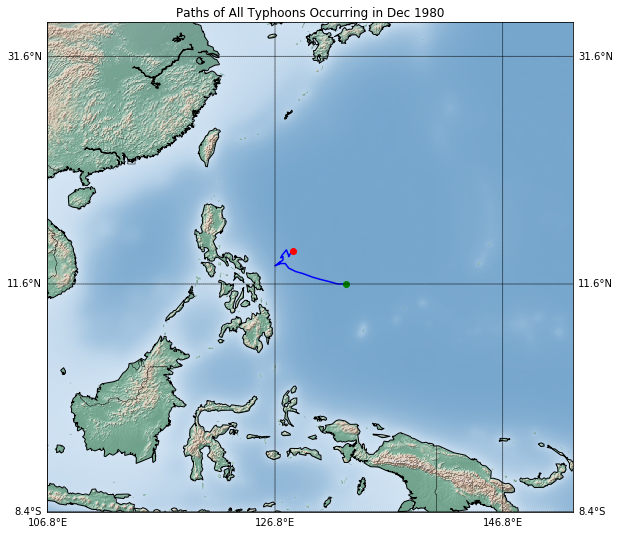 Paths of All Typhoons Occurring in Dec 1980
31.6°N 31.6°N
11.6°N 11.6°N
8.4°S 8.4°S
106.8°E 126.8°E 146.8°E